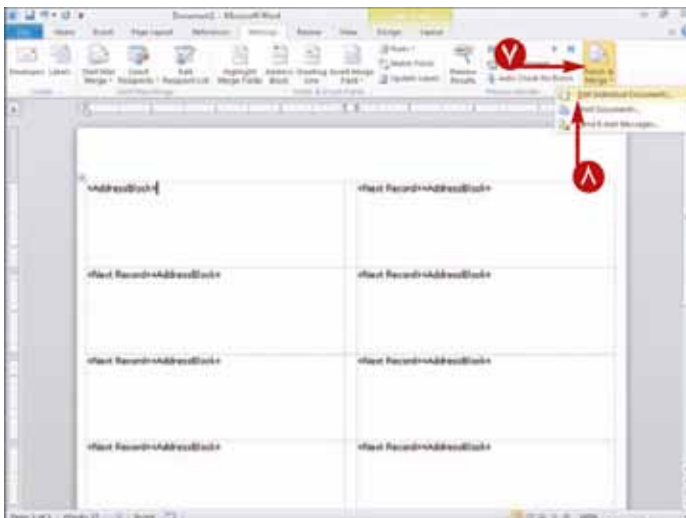 Document2 - Microsoft Word
File Home Insert Page Layout References Mailings Review View Design Layout
Envelopes Labels Start Mail Merge Select Recipients Edit Recipient List Highlight Merge Fields Address Block Greeting Line Insert Merge Field Rules Match Fields Update Labels Preview Results Auto Check for Errors Finish & Merge
Edit Individual Documents...
Print Documents...
Send E-mail Messages...
٧
٨
«AddressBlock»
«Next Record»«AddressBlock»
«Next Record»«AddressBlock»
«Next Record»«AddressBlock»
«Next Record»«AddressBlock»
«Next Record»«AddressBlock»
«Next Record»«AddressBlock»
«Next Record»«AddressBlock»